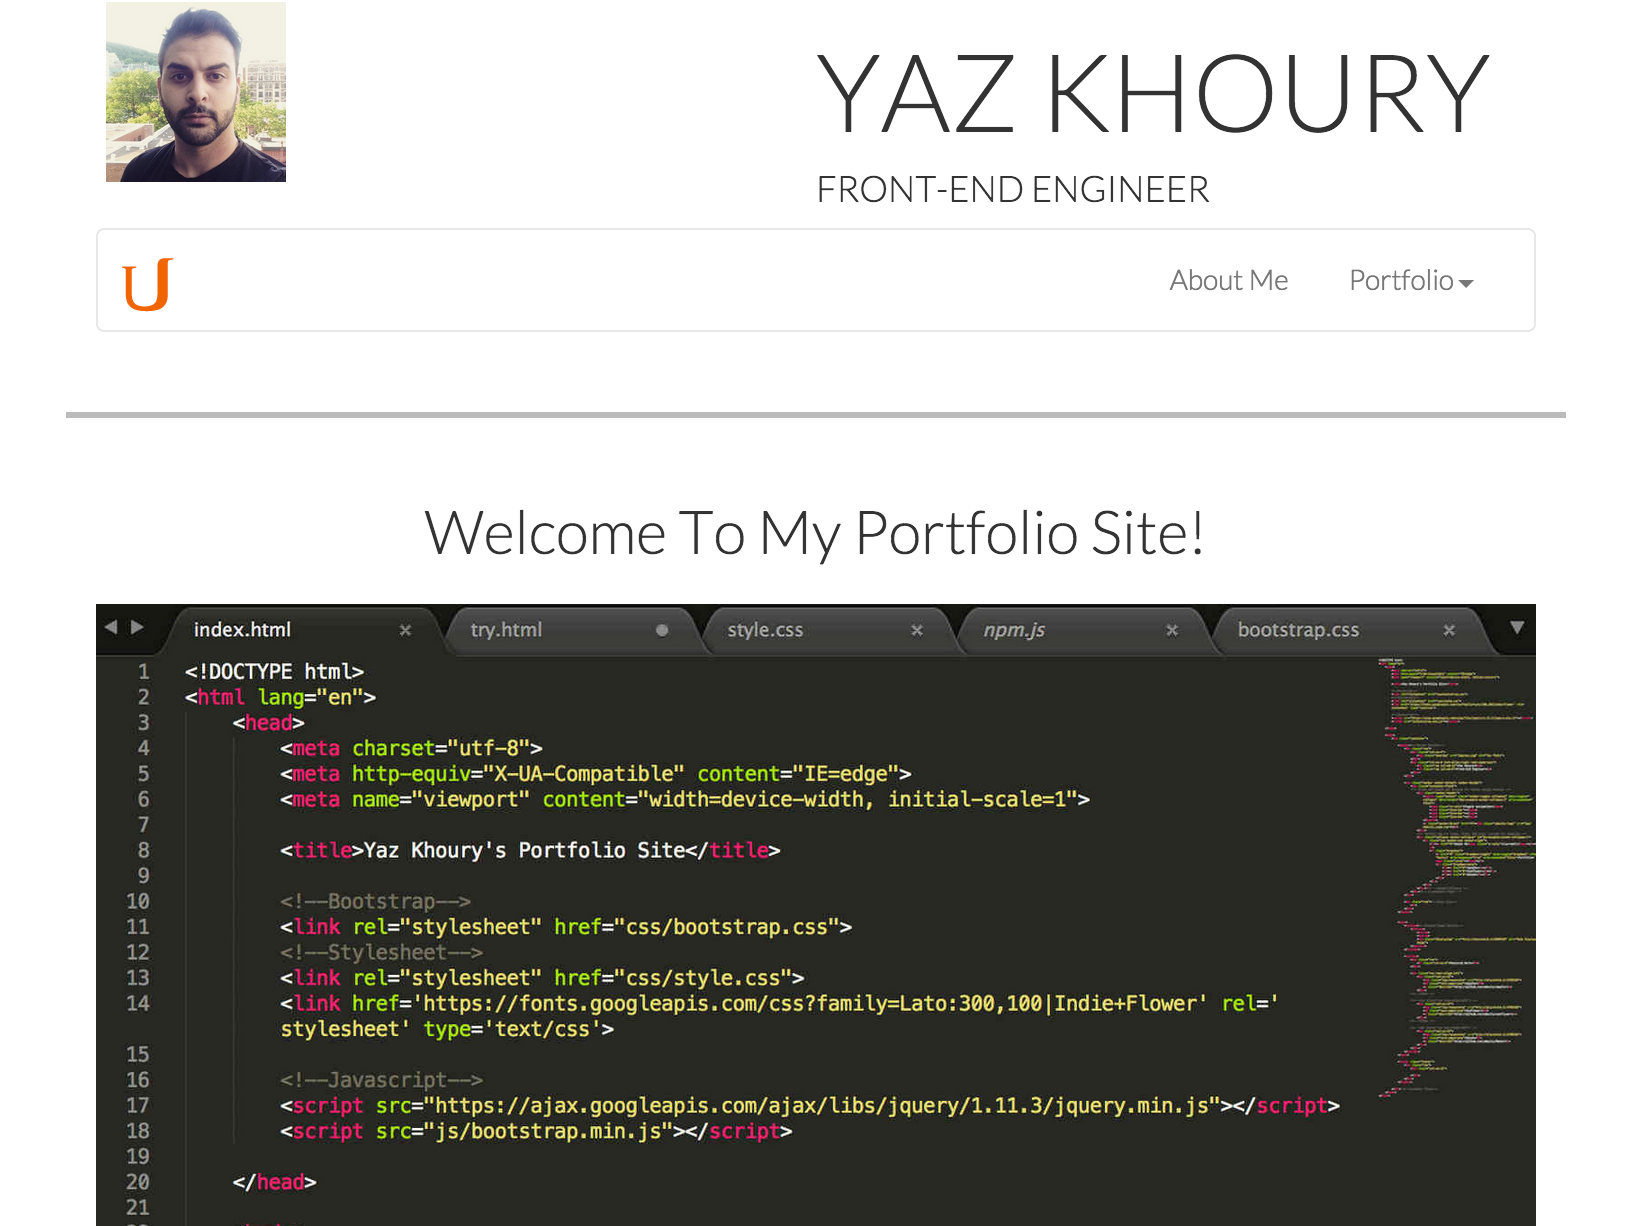 YAZ KHOURY
FRONT-END ENGINEER
U
About Me Portfolio
Welcome To My Portfolio Site!
index.html × try.html style.css × npm.js × bootstrap.css ×
1 <!DOCTYPE html>
2 <html lang="en">
3 <head>
4 <meta charset="utf-8">
5 <meta http-equiv="X-UA-Compatible" content="IE=edge">
6 <meta name="viewport" content="width=device-width, initial-scale=1">
7
8 <title>Yaz Khoury's Portfolio Site</title>
9
10 <!--Bootstrap-->
11 <link rel="stylesheet" href="css/bootstrap.css">
12 <!--Stylesheet-->
13 <link rel="stylesheet" href="css/style.css">
14 <link href='https://fonts.googleapis.com/css?family=Lato:300,100|Indie+Flower' rel='
stylesheet' type='text/css'>
15
16 <!--Javascript-->
17 <script src="https://ajax.googleapis.com/ajax/libs/jquery/1.11.3/jquery.min.js"></script>
18 <script src="js/bootstrap.min.js"></script>
19
20 </head>
21